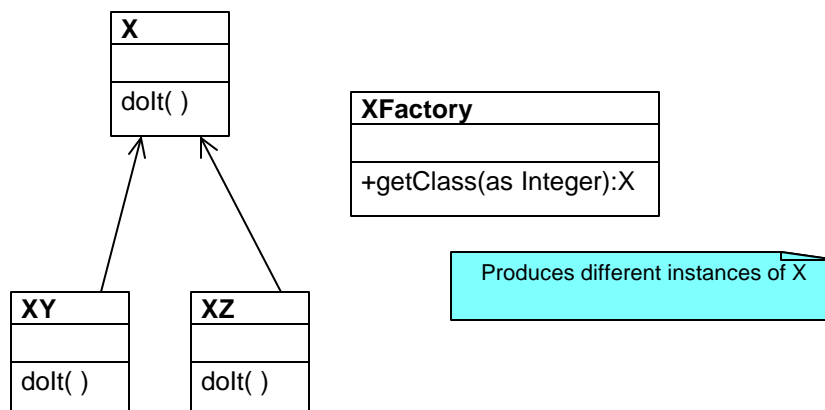 X
doIt( )
XFactory
+getClass(as Integer):X
Produces different instances of X
XY
doIt( )
XZ
doIt( )